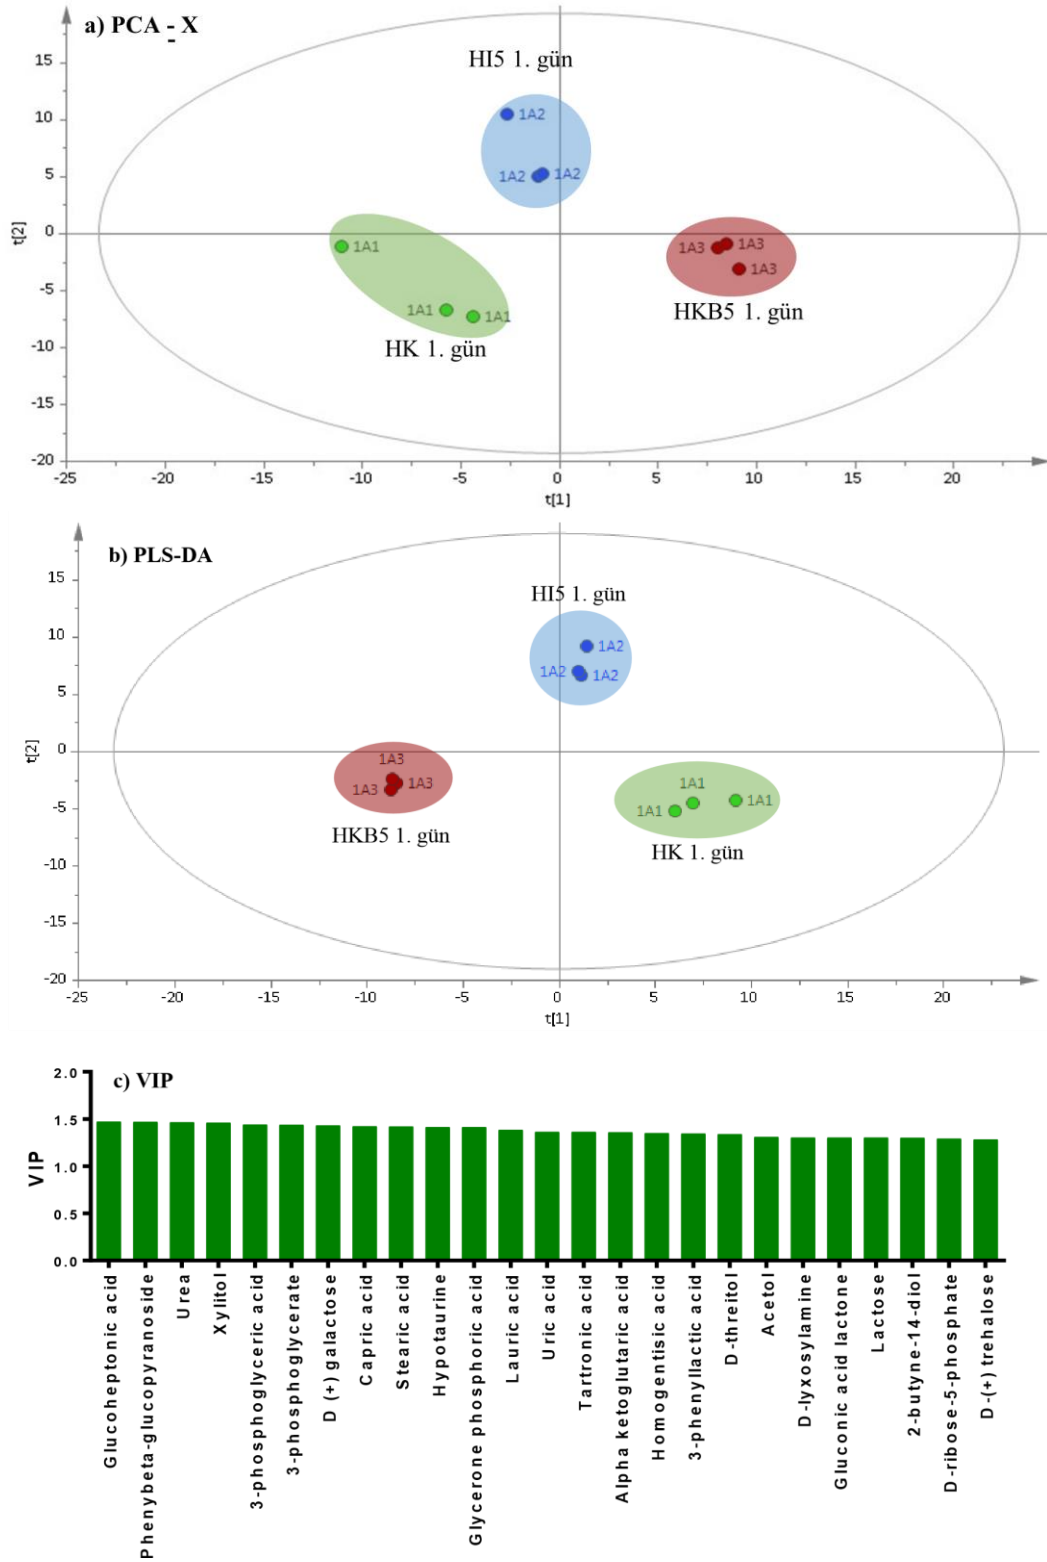 a) PCA - X
HI5 1. gün
15
10
5
0
-5
-10
-15
-20
t[2]
1A2
1A2
1A2
1A1
1A1
1A1
1A3
1A3
1A3
HKB5 1. gün
HK 1. gün
-25
-20
-15
-10
-5
0
5
10
15
20
t[1]
b) PLS-DA
HI5 1. gün
15
10
5
0
-5
-10
-15
-20
t[2]
1A2
1A2
1A2
1A3
1A3
1A3
1A1
1A1
1A1
HKB5 1. gün
HK 1. gün
-25
-20
-15
-10
-5
0
5
10
15
20
t[1]
c) VIP
2.0
1.5
1.0
0.5
0.0
VIP
Glucoheptonic acid
Phenybeta-glucopyranoside
Urea
Xylitol
3-phosphoglyceric acid
3-phosphoglycerate
D (+) galactose
Capric acid
Stearic acid
Hypotaurine
Glycerone phosphoric acid
Lauric acid
Uric acid
Tartronic acid
Alpha ketoglutaric acid
Homogentisic acid
3-phenyllactic acid
D-threitol
Acetol
D-lyxosylamine
Gluconic acid lactone
Lactose
2-butyne-14-diol
D-ribose-5-phosphate
D-(+) trehalose